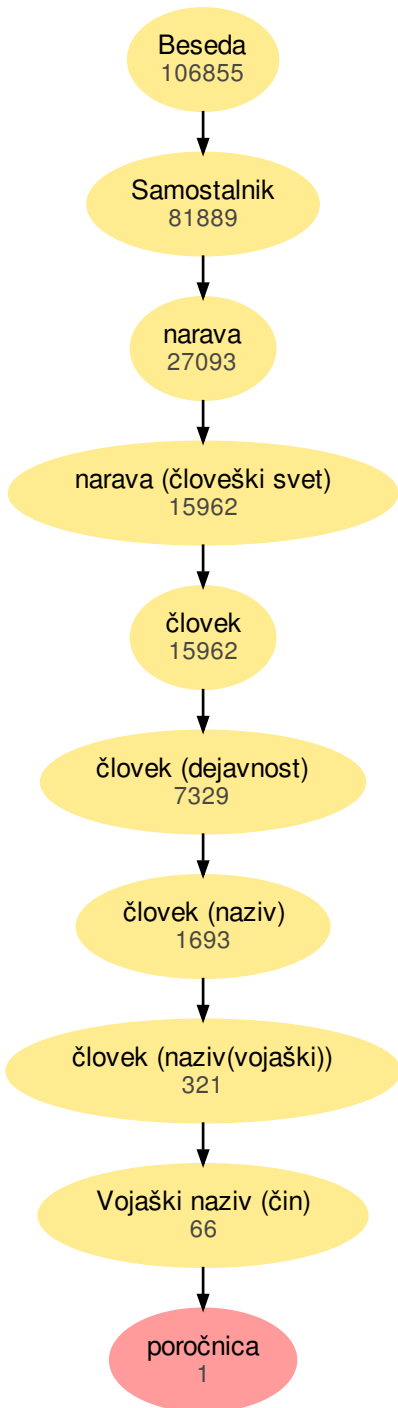 Beseda
106855
Samostalnik
81889
narava
27093
narava (človeški svet)
15962
človek
15962
človek (dejavnost)
7329
človek (naziv)
1693
človek (naziv(vojaški))
321
Vojaški naziv (čin)
66
poročnica
1